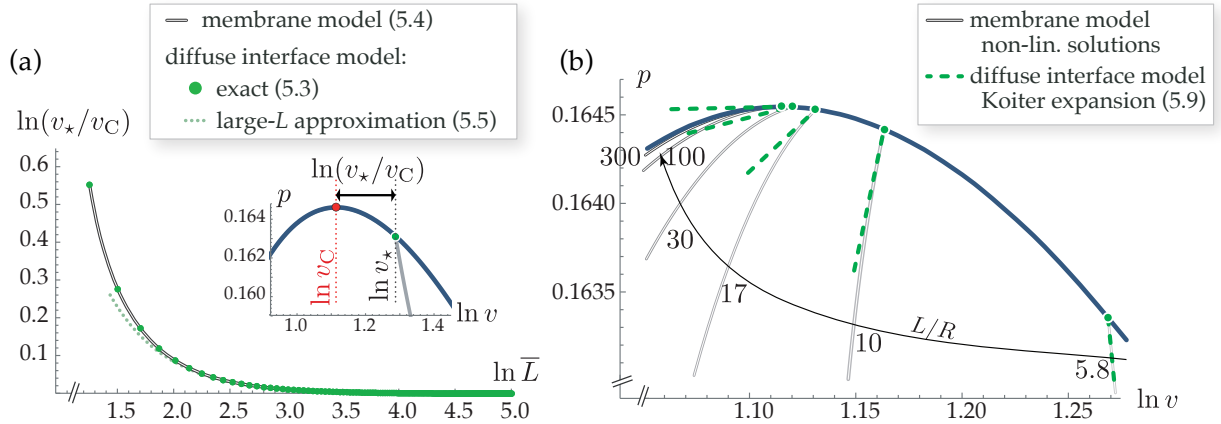 (a)
membrane model (5.4)
diffuse interface model:
exact (5.3)
large-L approximation (5.5)
ln(v⋆/vC)
0.6
0.5
0.4
0.3
0.2
0.1
1.5
2.0
2.5
3.0
3.5
4.0
4.5
5.0
ln L̅
ln(v⋆/vC)
p
0.164
0.162
0.160
ln vC
ln v⋆
1.0
1.2
1.4
ln v
(b)
membrane model
non-lin. solutions
diffuse interface model
Koiter expansion (5.9)
p
0.1645
0.1640
0.1635
300
100
30
17
10
5.8
L/R
1.10
1.15
1.20
1.25
ln v